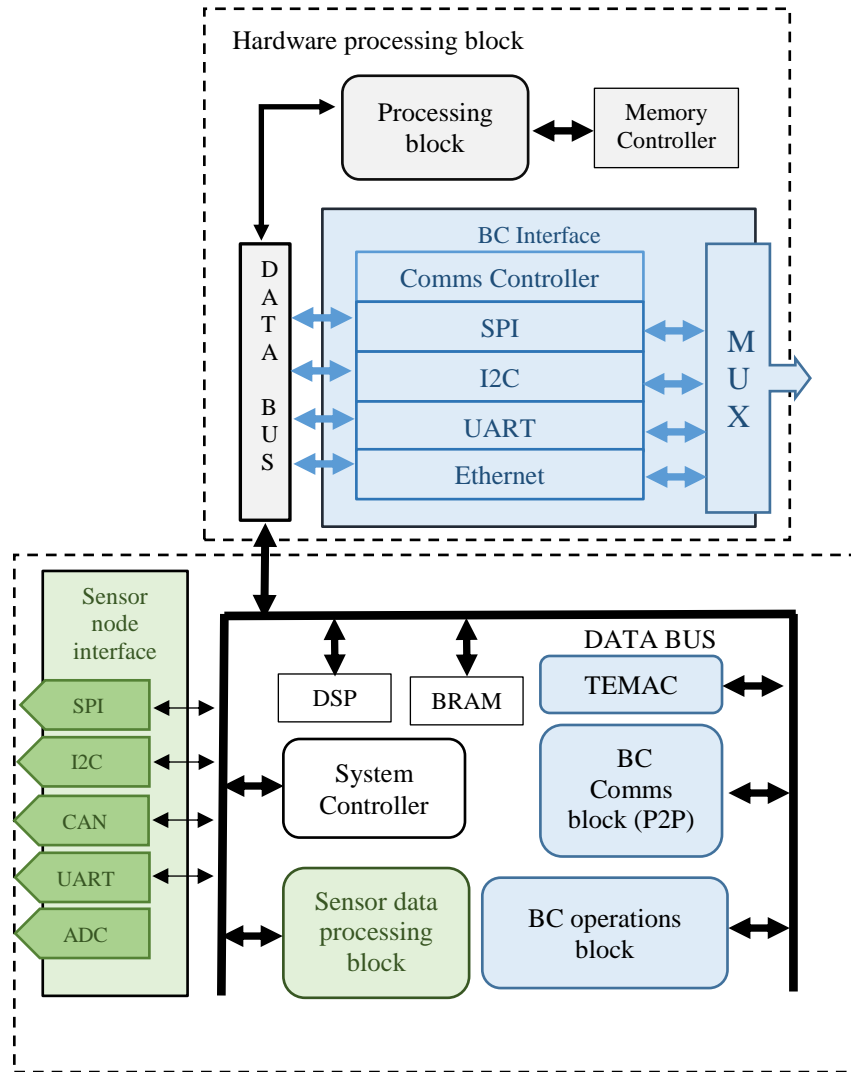 Hardware processing block
Processing
block
Memory
Controller
D
A
T
A
B
U
S
BC Interface
Comms Controller
SPI
I2C
UART
Ethernet
M
U
X
Sensor
node
interface
SPI
I2C
CAN
UART
ADC
DATA BUS
DSP
BRAM
TEMAC
System
Controller
BC
Comms
block (P2P)
Sensor data
processing
block
BC operations
block